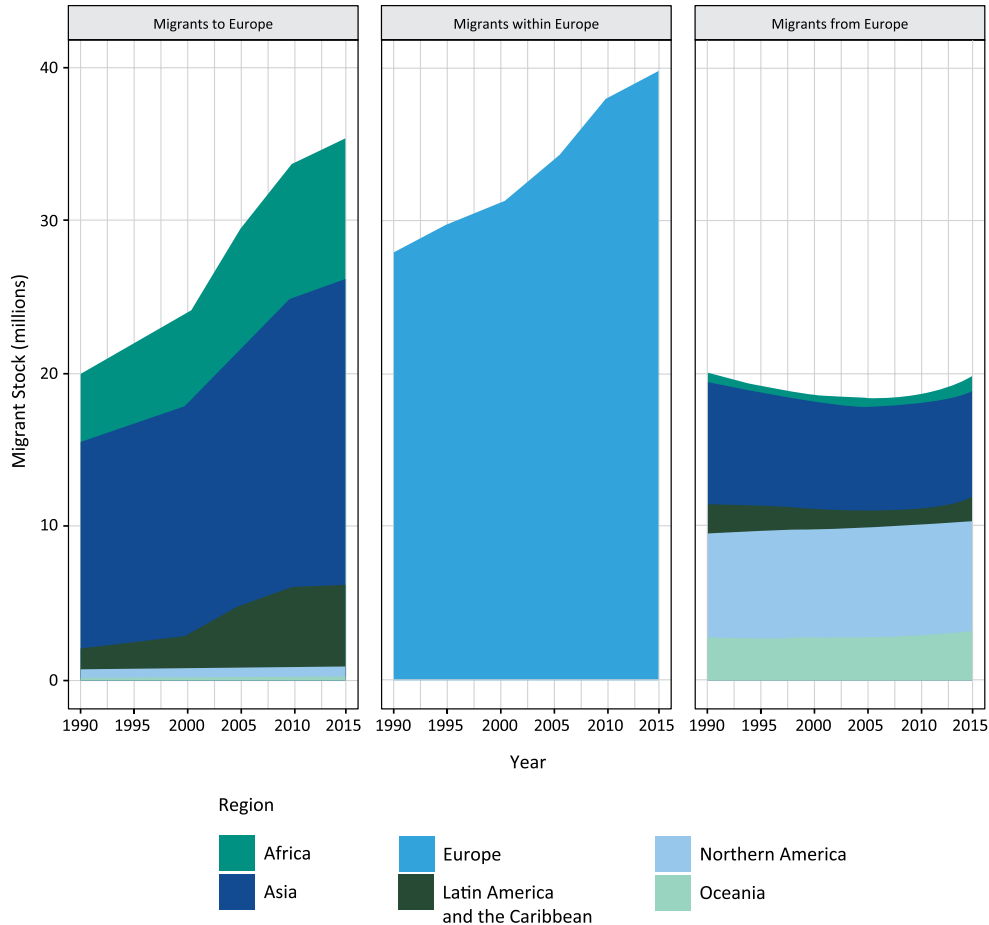 Migrants to Europe
Migrants within Europe
Migrants from Europe
Migrant Stock (millions)
40
30
20
10
0
1990 1995 2000 2005 2010 2015
1990 1995 2000 2005 2010 2015
1990 1995 2000 2005 2010 2015
Year
Region
Africa
Asia
Europe
Latin America
and the Caribbean
Northern America
Oceania